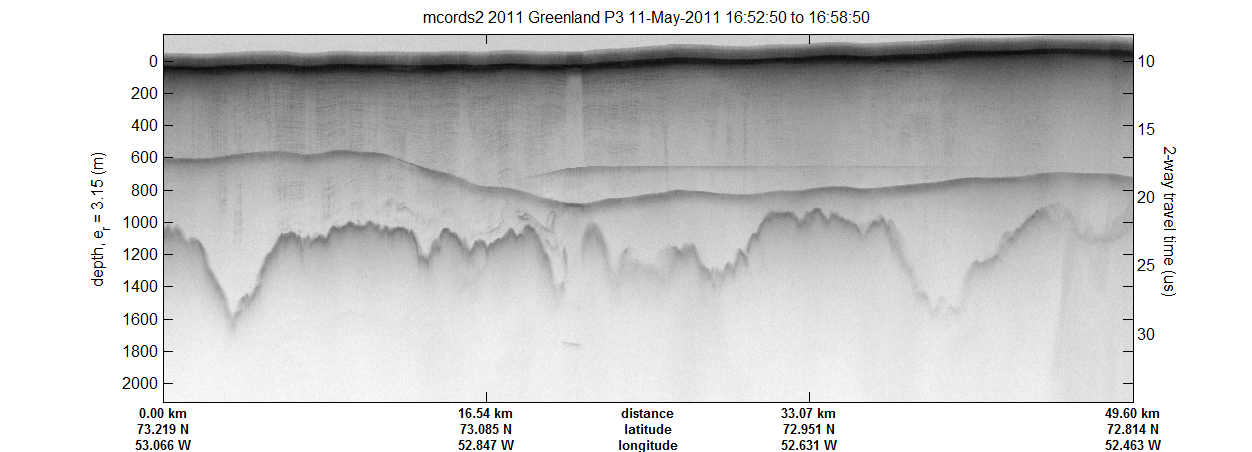 mcords2 2011 Greenland P3 11-May-2011 16:52:50 to 16:58:50
0
200
400
600
800
1000
1200
1400
1600
1800
2000
depth, e_r = 3.15 (m)
10
15
20
25
30
2-way travel time (us)
0.00 km 16.54 km distance 33.07 km 49.60 km
73.219 N 73.085 N latitude 72.951 N 72.814 N
53.066 W 52.847 W longitude 52.631 W 52.463 W